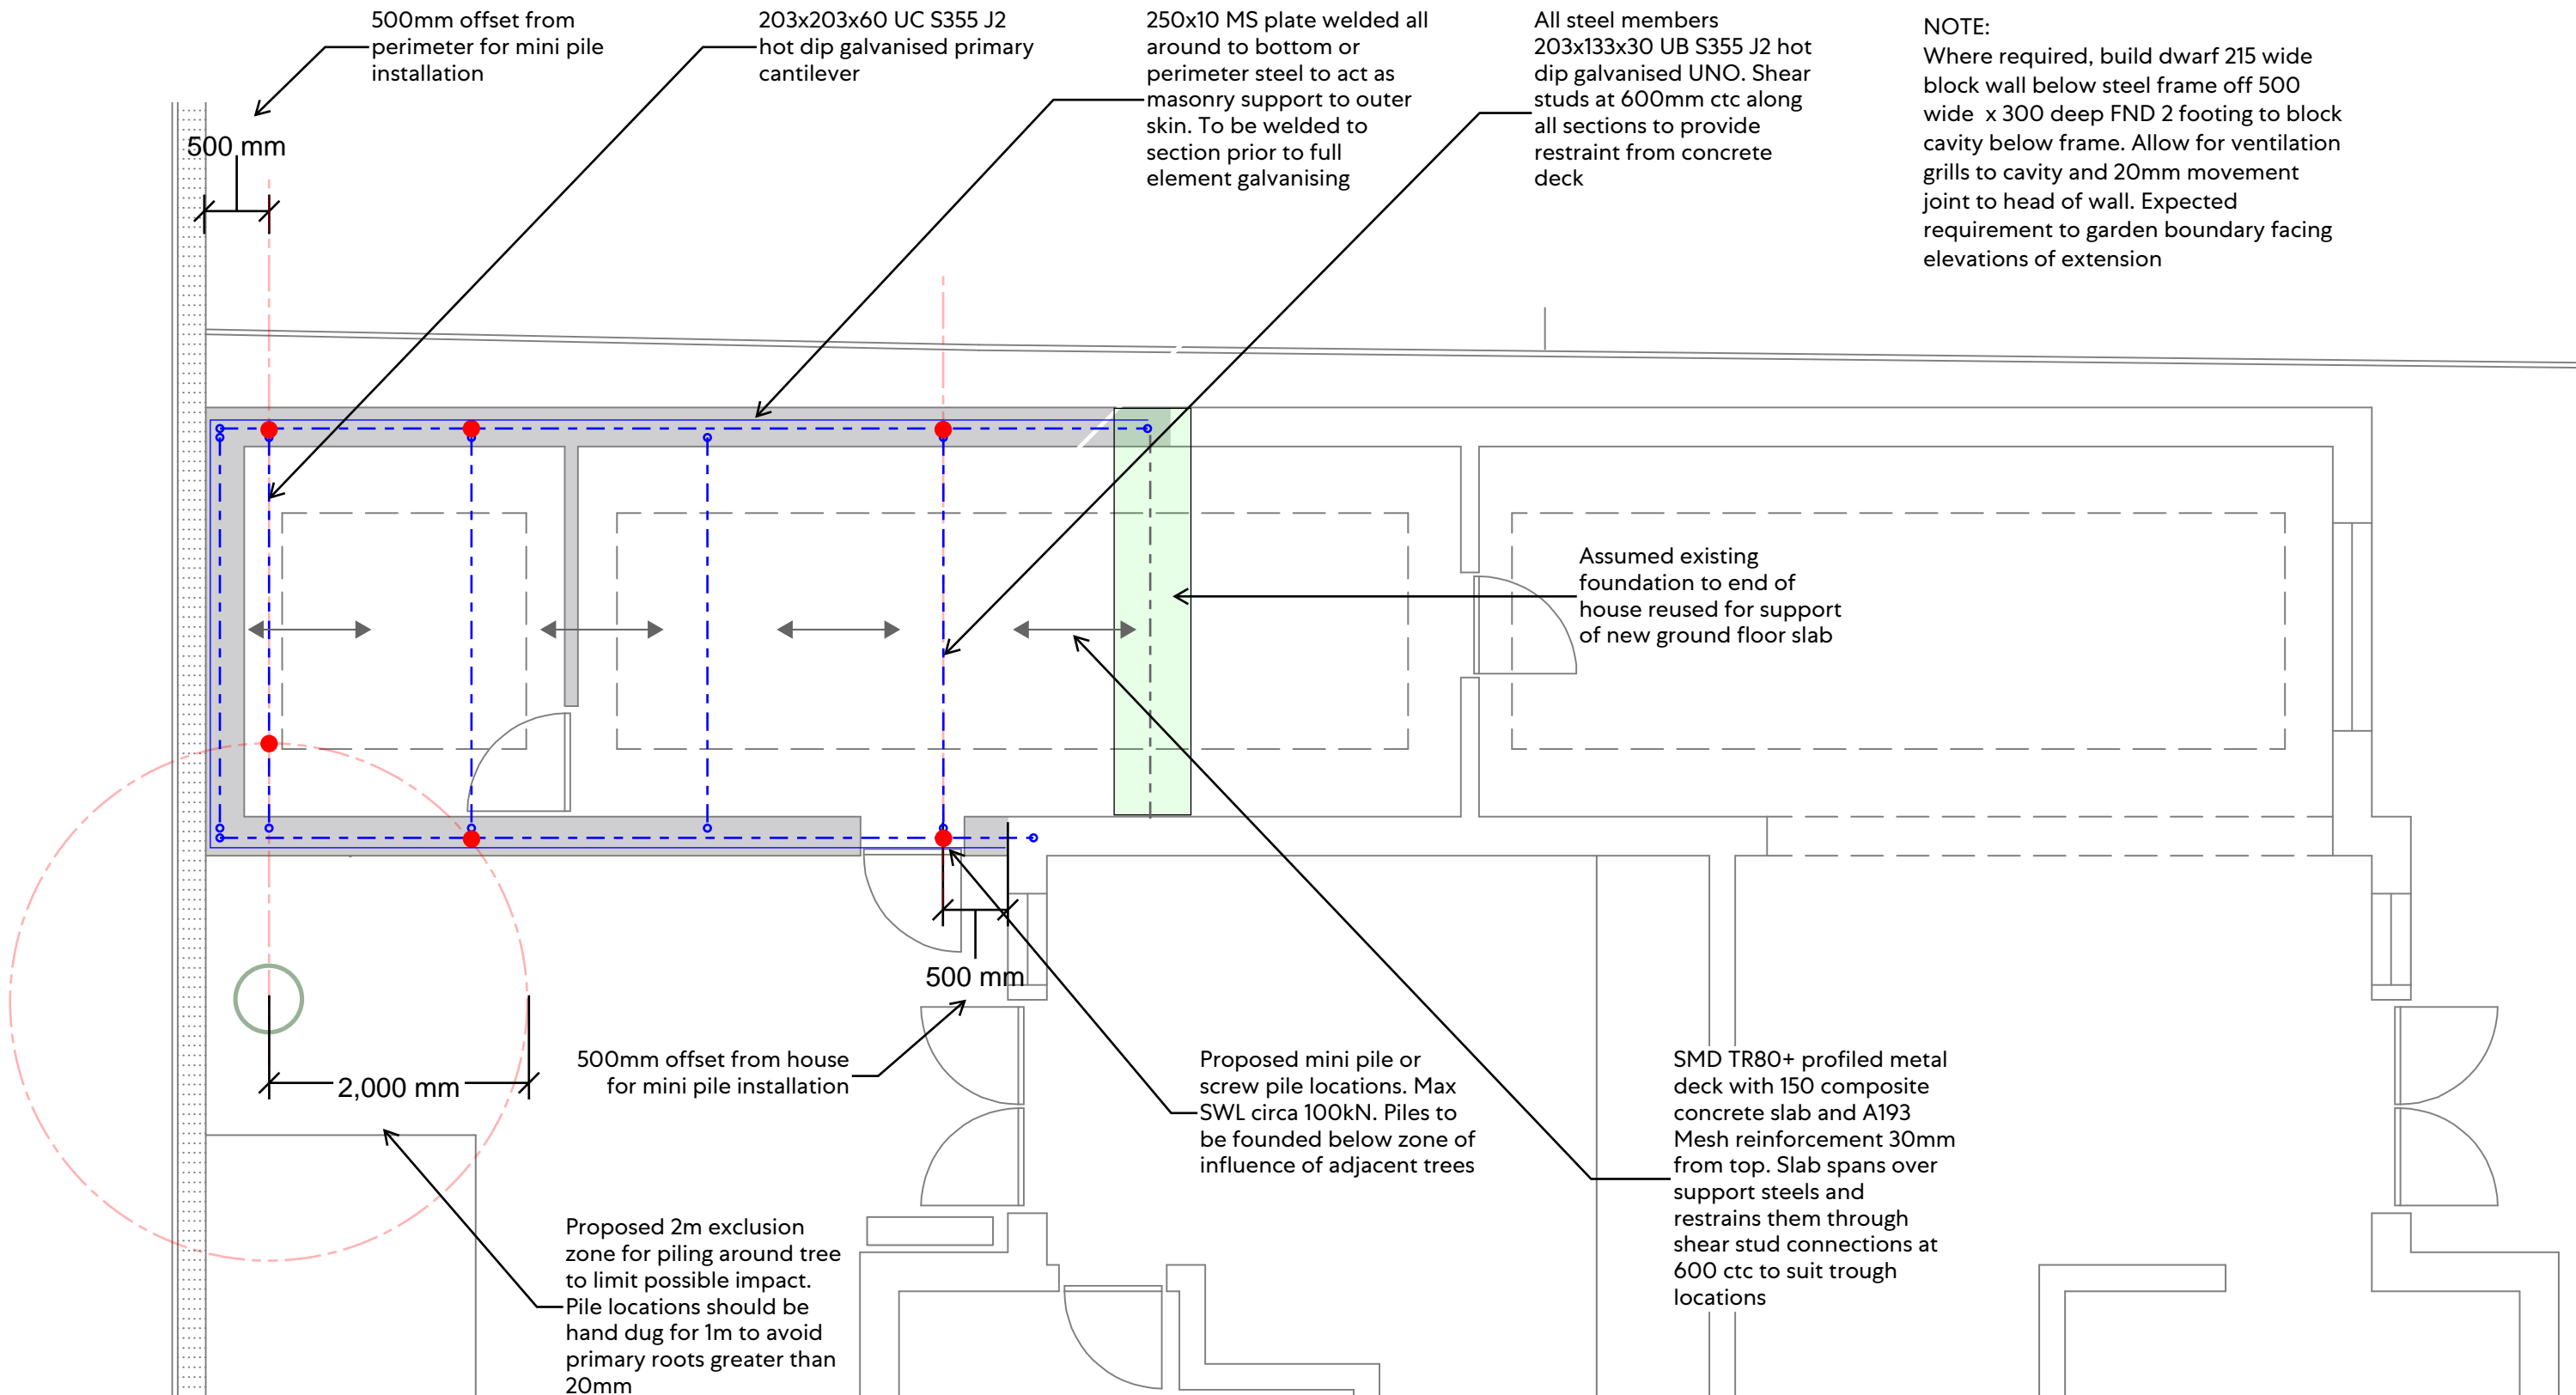 500mm offset from
perimeter for mini pile
installation
203x203x60 UC S355 J2
hot dip galvanised primary
cantilever
250x10 MS plate welded all
around to bottom or
perimeter steel to act as
masonry support to outer
skin. To be welded to
section prior to full
element galvanising
All steel members
203x133x30 UB S355 J2 hot
dip galvanised UNO. Shear
studs at 600mm ctc along
all sections to provide
restraint from concrete
deck
NOTE:
Where required, build dwarf 215 wide
block wall below steel frame off 500
wide  x 300 deep FND 2 footing to block
cavity below frame. Allow for ventilation
grills to cavity and 20mm movement
joint to head of wall. Expected
requirement to garden boundary facing
elevations of extension
500 mm
Assumed existing
foundation to end of
house reused for support
of new ground floor slab
500 mm
2,000 mm
500mm offset from house
for mini pile installation
Proposed mini pile or
screw pile locations. Max
SWL circa 100kN. Piles to
be founded below zone of
influence of adjacent trees
SMD TR80+ profiled metal
deck with 150 composite
concrete slab and A193
Mesh reinforcement 30mm
from top. Slab spans over
support steels and
restrains them through
shear stud connections at
600 ctc to suit trough
locations
Proposed 2m exclusion
zone for piling around tree
to limit possible impact.
Pile locations should be
hand dug for 1m to avoid
primary roots greater than
20mm